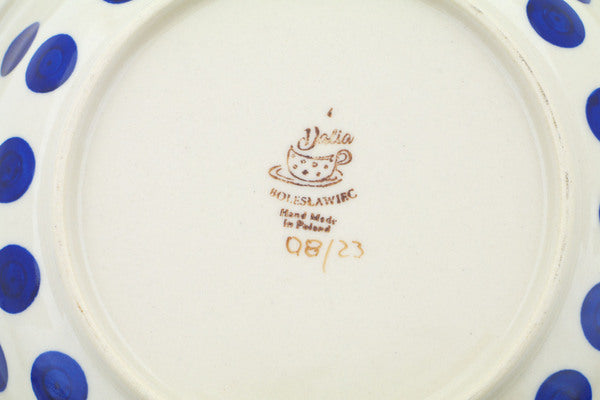 Dalia
BOLESŁAWIEC
Hand Made
in Poland
08/23